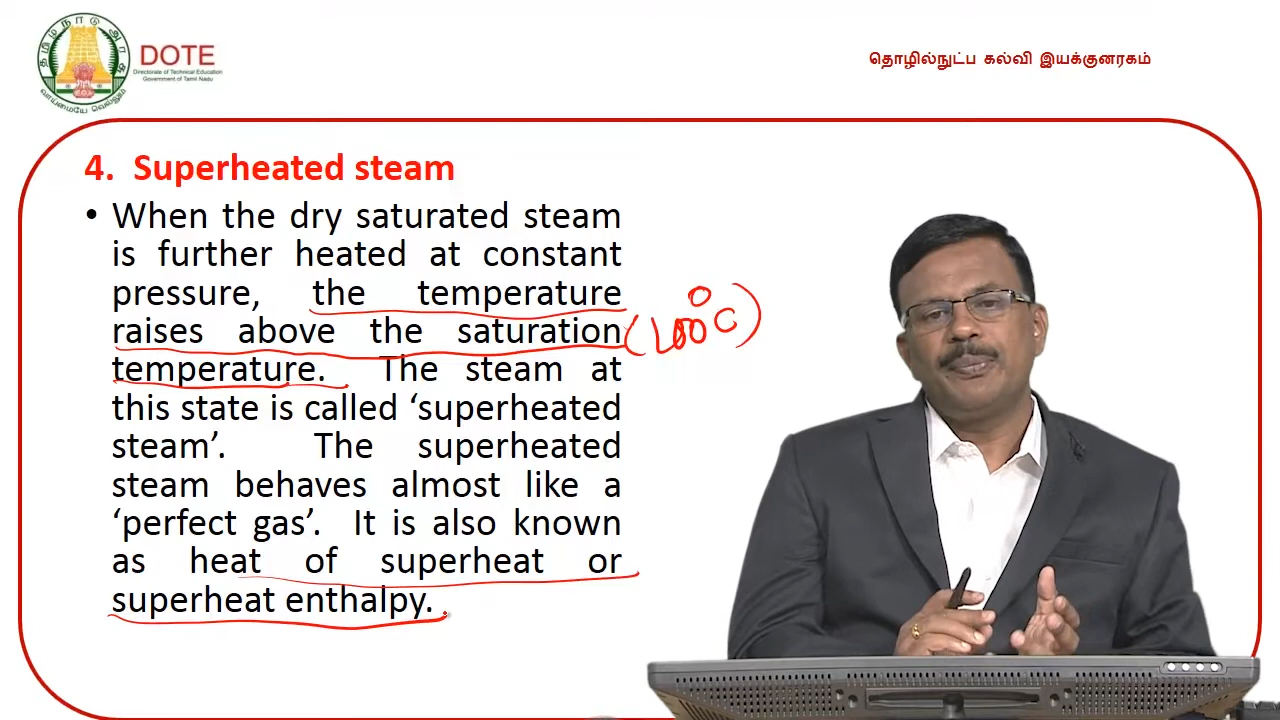 தமிழ்நாடு அரசு
வாய்மையே வெல்லும்
DOTE
Directorate of Technical Education
Government of Tamil Nadu
தொழில்நுட்ப கல்வி இயக்குனரகம்
4. Superheated steam
• When the dry saturated steam
is further heated at constant
pressure, the temperature
raises above the saturation (100°C)
temperature. The steam at
this state is called ‘superheated
steam’. The superheated
steam behaves almost like a
‘perfect gas’. It is also known
as heat of superheat or
superheat enthalpy.